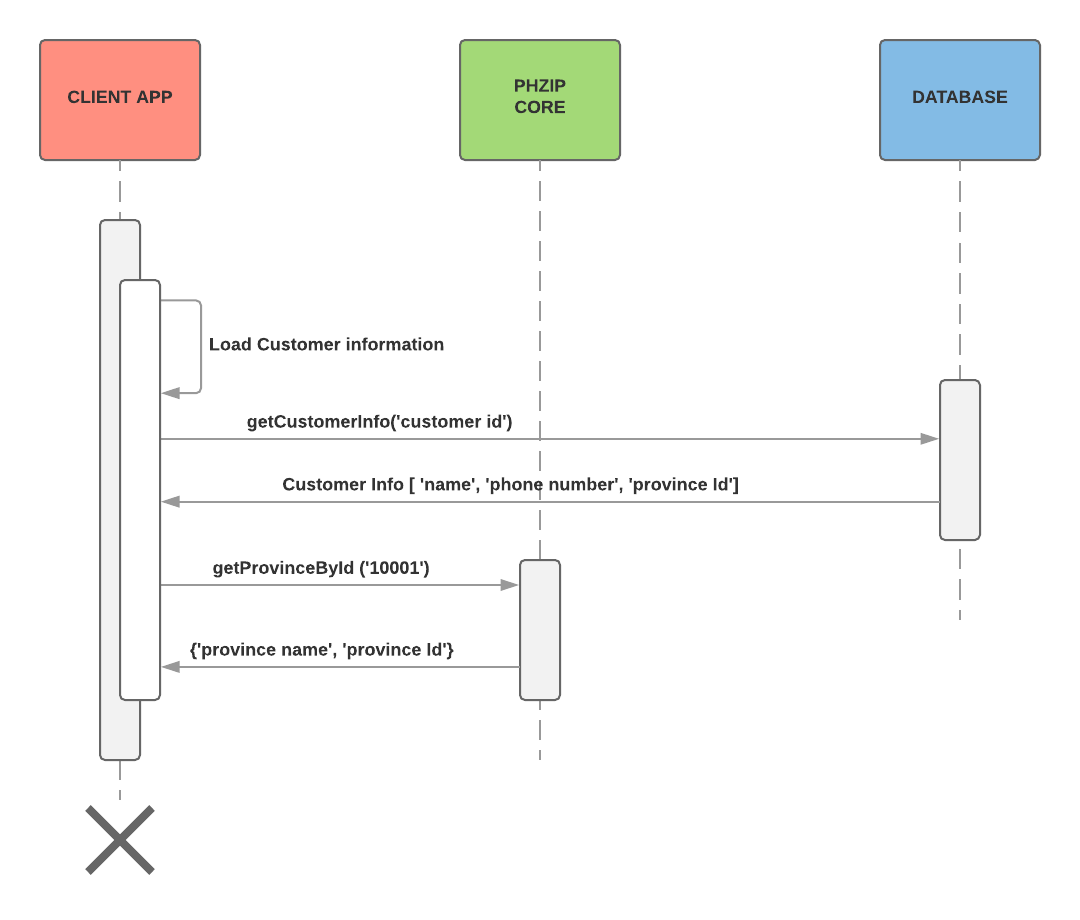 CLIENT APP
PHZIP
CORE
DATABASE
Load Customer information
getCustomerInfo('customer id')
Customer Info [ 'name', 'phone number', 'province Id']
getProvinceById ('10001')
{'province name', 'province Id'}